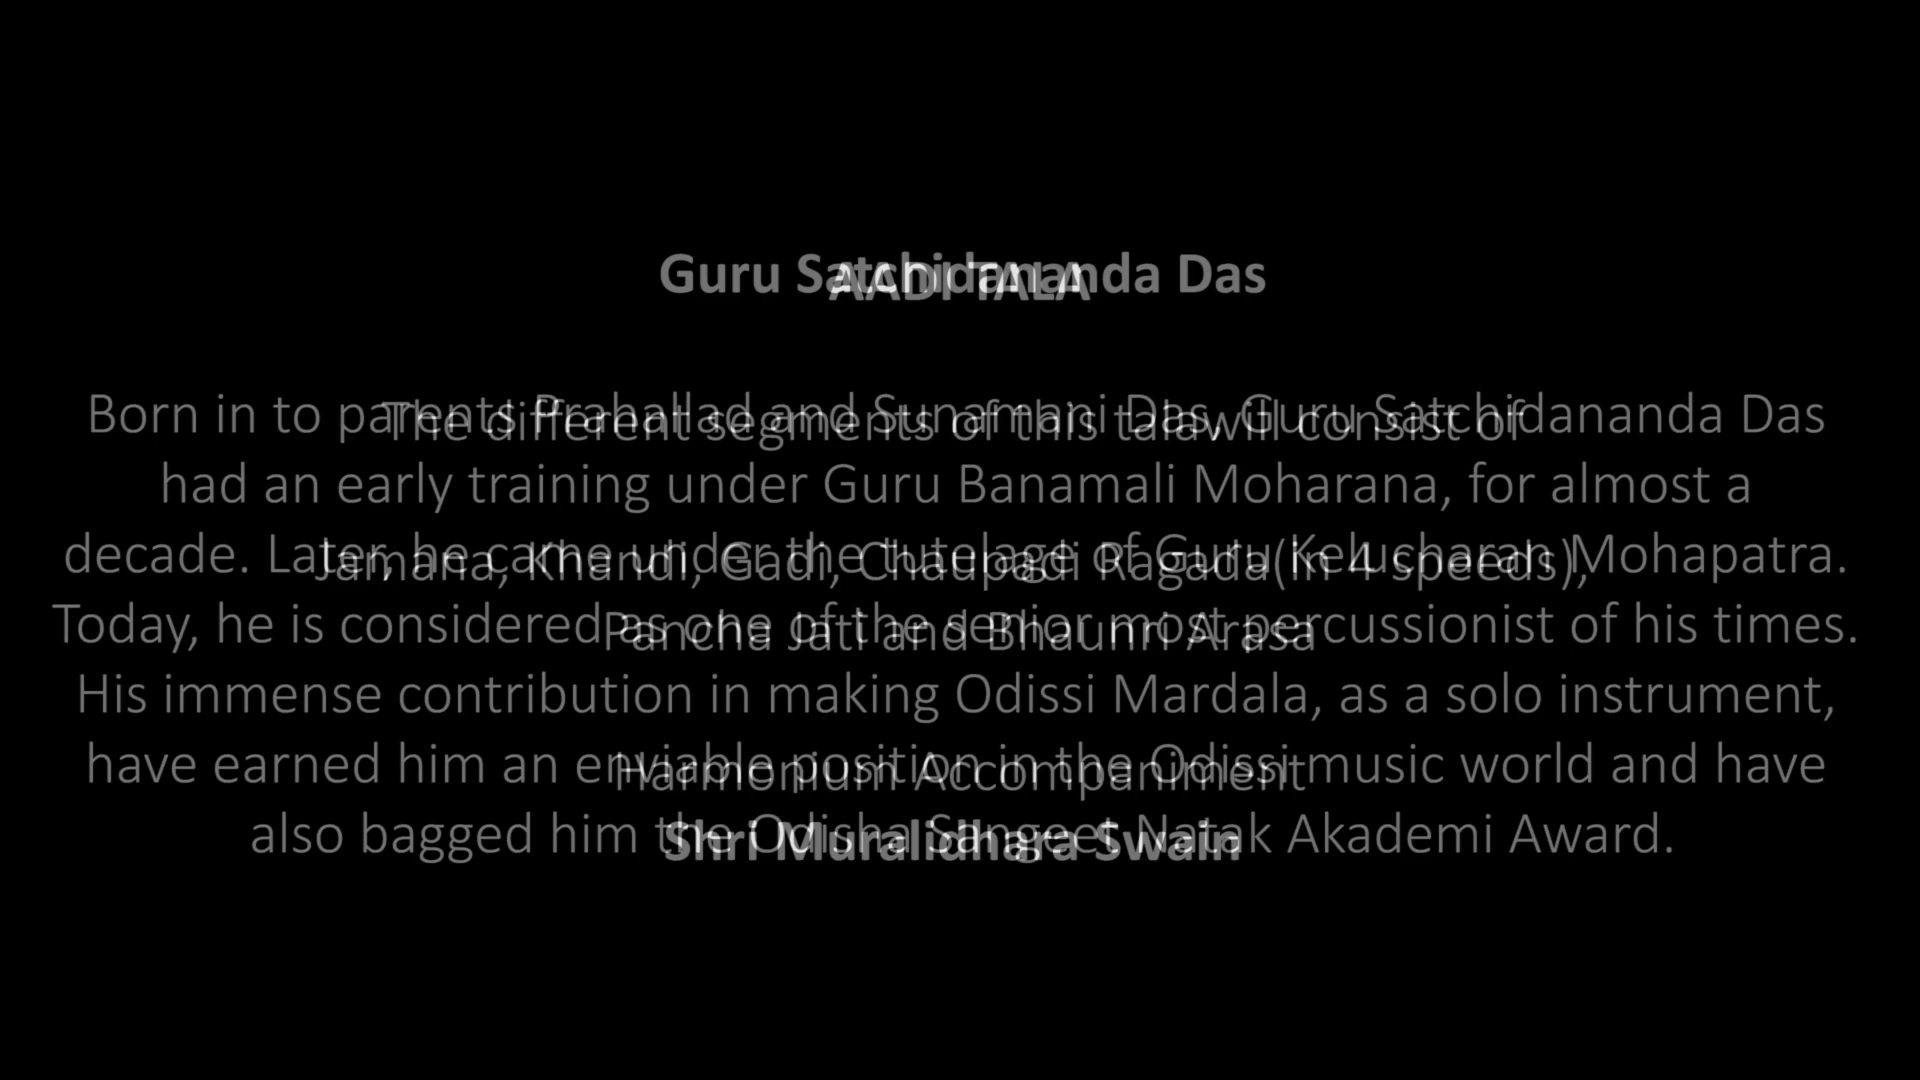 Guru Satchidananda Das
Born in to parents Prahallad and Sunamani Das, Guru Satchidananda Das
had an early training under Guru Banamali Moharana, for almost a
decade. Later, he came under the tutelage of Guru Kelucharan Mohapatra.
Today, he is considered as one of the senior most percussionist of his times.
His immense contribution in making Odissi Mardala, as a solo instrument,
have earned him an enviable position in the Odissi music world and have
also bagged him the Odisha Sangeet Natak Akademi Award.
AADI TALA
The different segments of this tala will consist of
Jamana, Khandi, Gadi, Chaupadi Ragada(in 4 speeds),
Pancha Jati and Bhaunri Arasa
Harmonium Accompaniment
Shri Muralidhara Swain